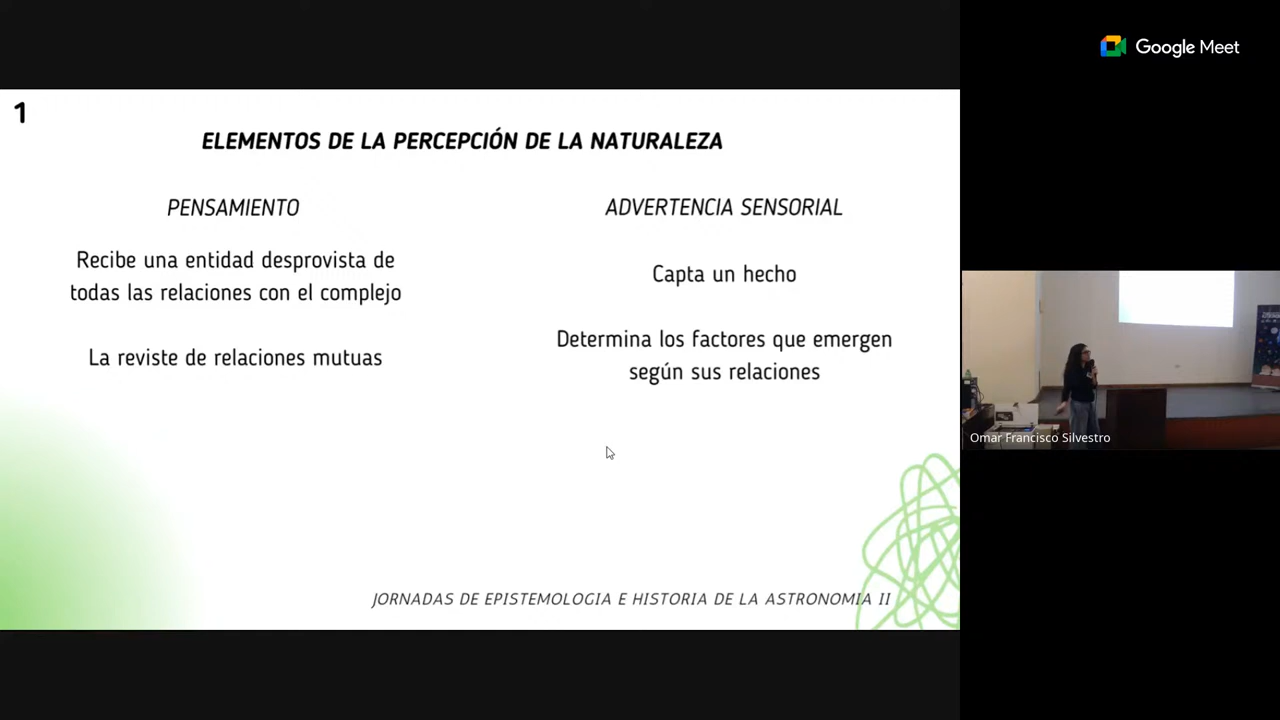 Google Meet
1
ELEMENTOS DE LA PERCEPCIÓN DE LA NATURALEZA
PENSAMIENTO
Recibe una entidad desprovista de
todas las relaciones con el complejo
La reviste de relaciones mutuas
ADVERTENCIA SENSORIAL
Capta un hecho
Determina los factores que emergen
según sus relaciones
JORNADAS DE EPISTEMOLOGIA E HISTORIA DE LA ASTRONOMIA II
Omar Francisco Silvestro